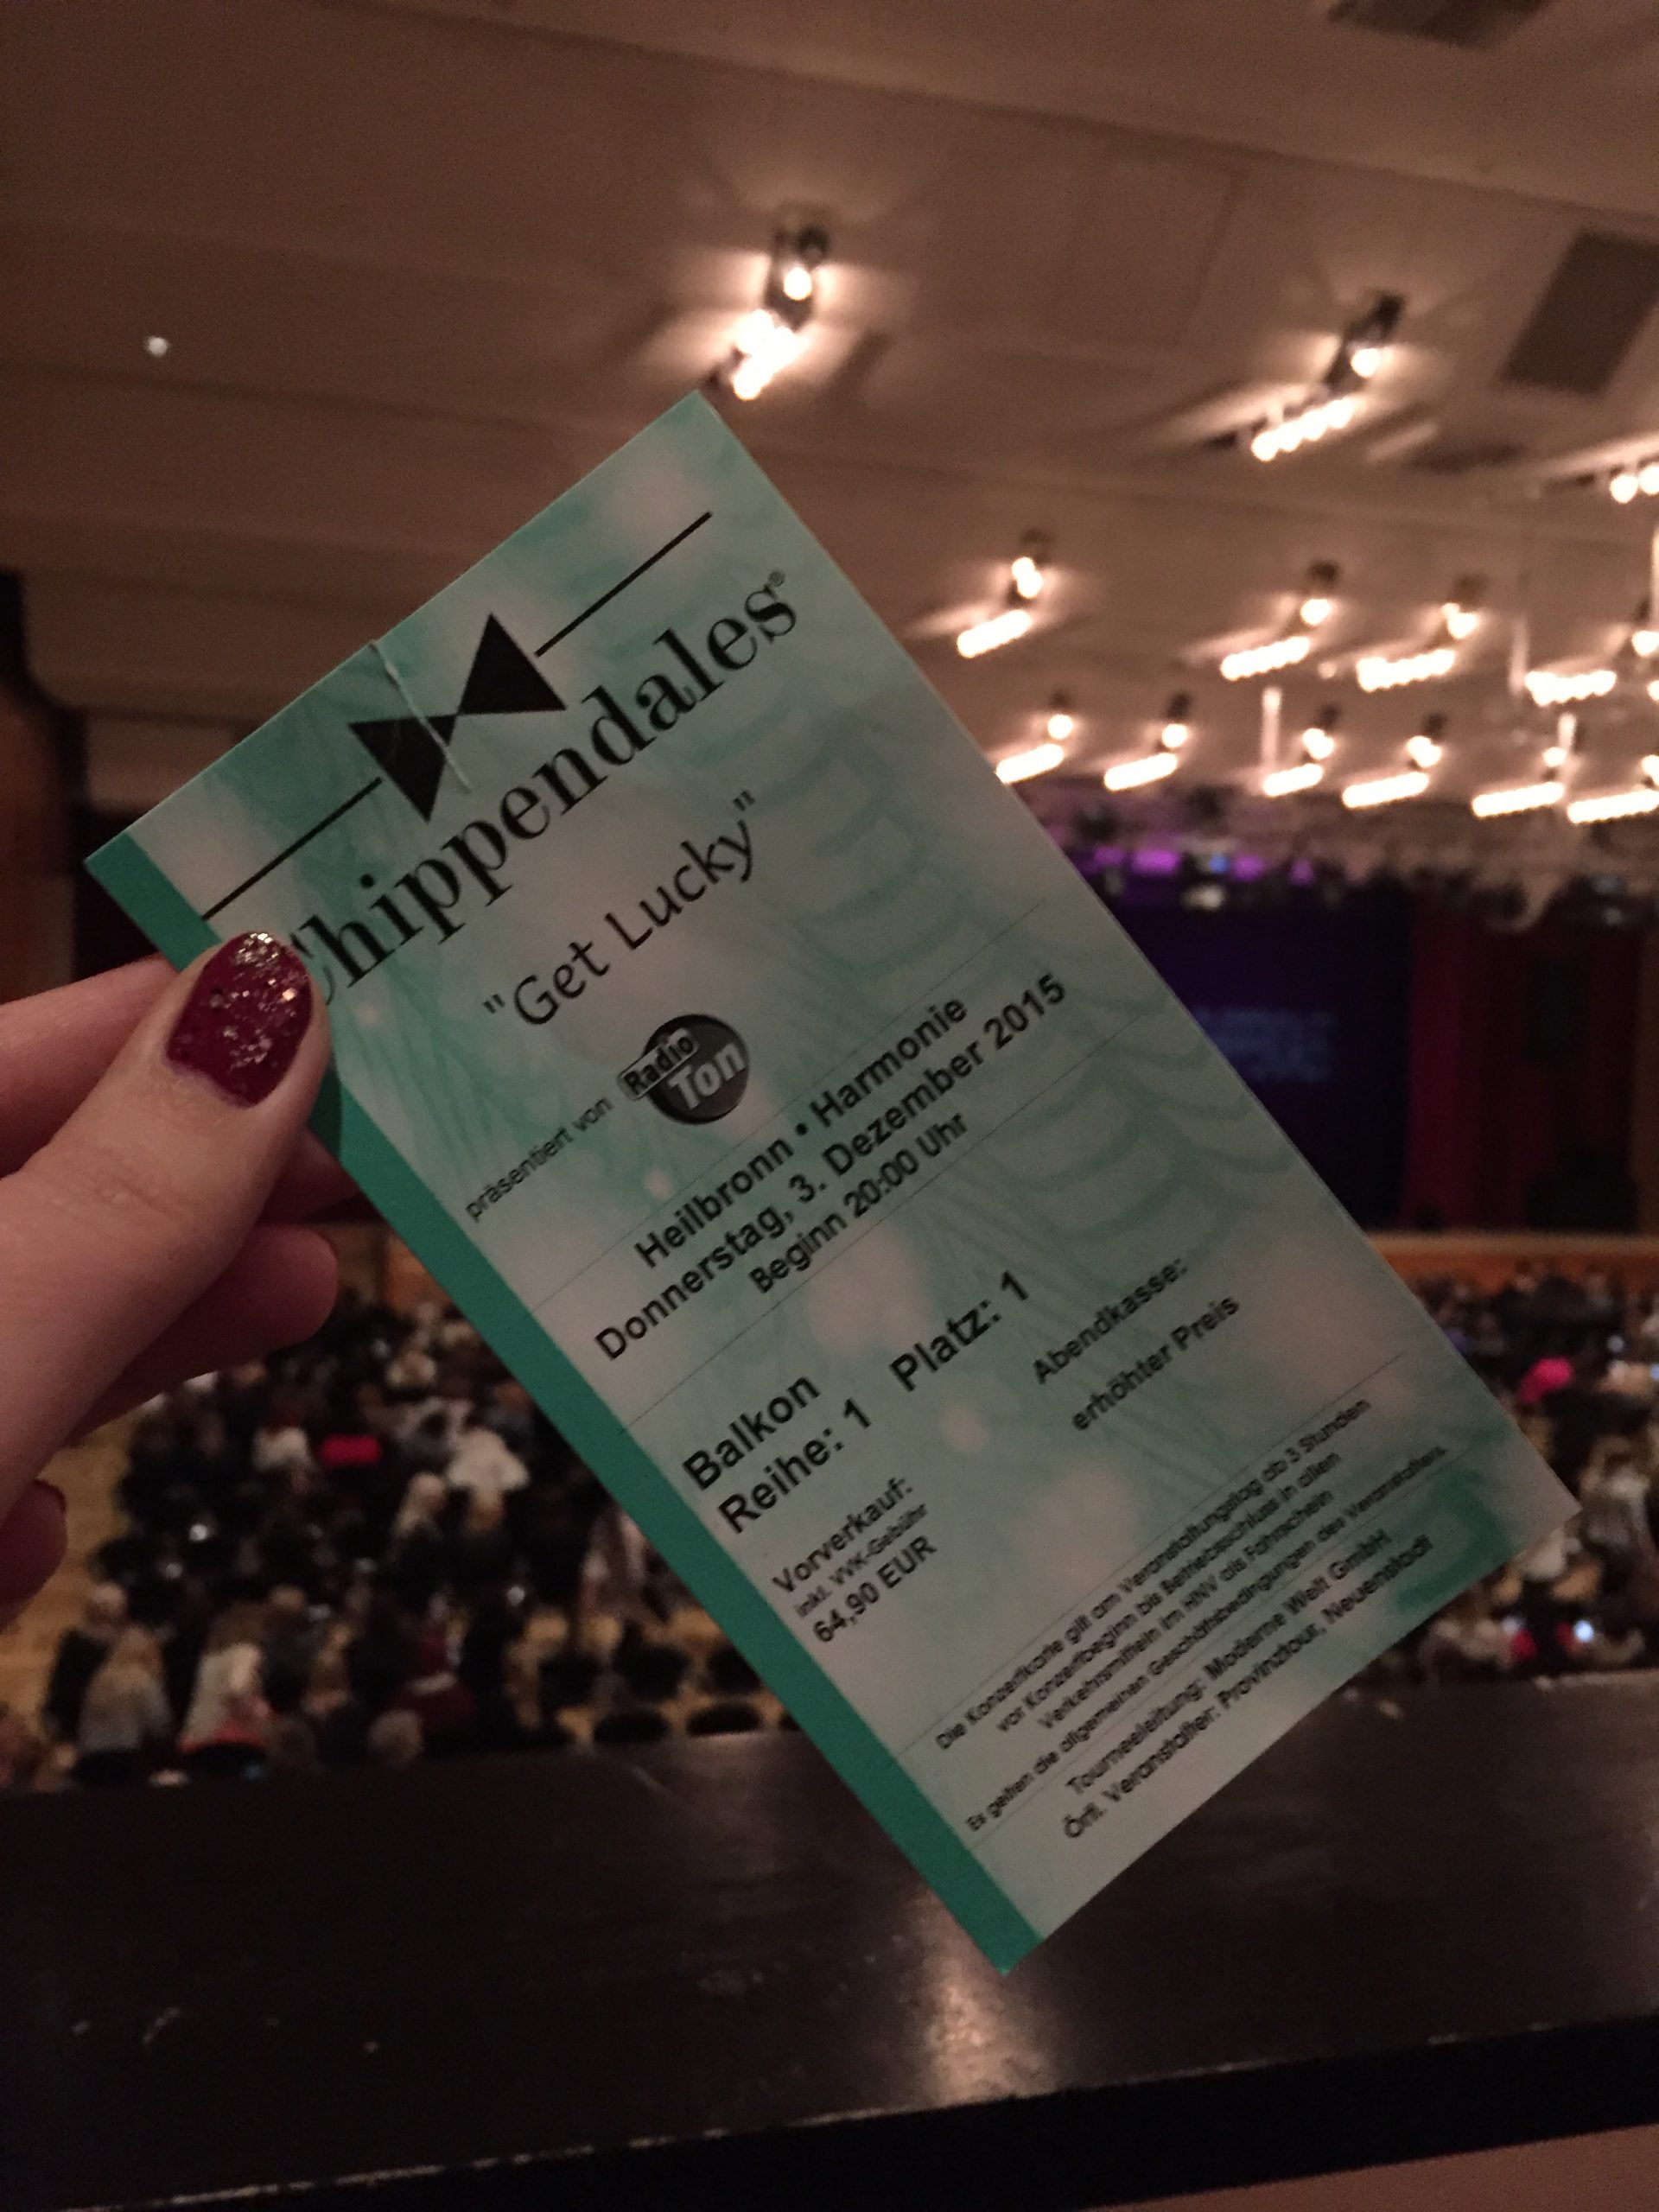 Chippendales®
"Get Lucky"
präsentiert von Radio Ton
Heilbronn • Harmonie
Donnerstag, 3. Dezember 2015
Beginn 20:00 Uhr
Balkon
Reihe: 1 Platz: 1
Vorverkauf:
inkl. VVK-Gebühr
64,90 EUR
Abendkasse:
erhöhter Preis
Die Konzertkarte gilt am Veranstaltungstag ab 3 Stunden
vor Konzertbeginn bis Betriebsschluss in allen
Verkehrsmitteln im HNV als Fahrschein
Es gelten die allgemeinen Geschäftsbedingungen des Veranstalters
Tourneeleitung: Moderne Welt GmbH
Örtl. Veranstalter: Provinztour, Neuenstadt